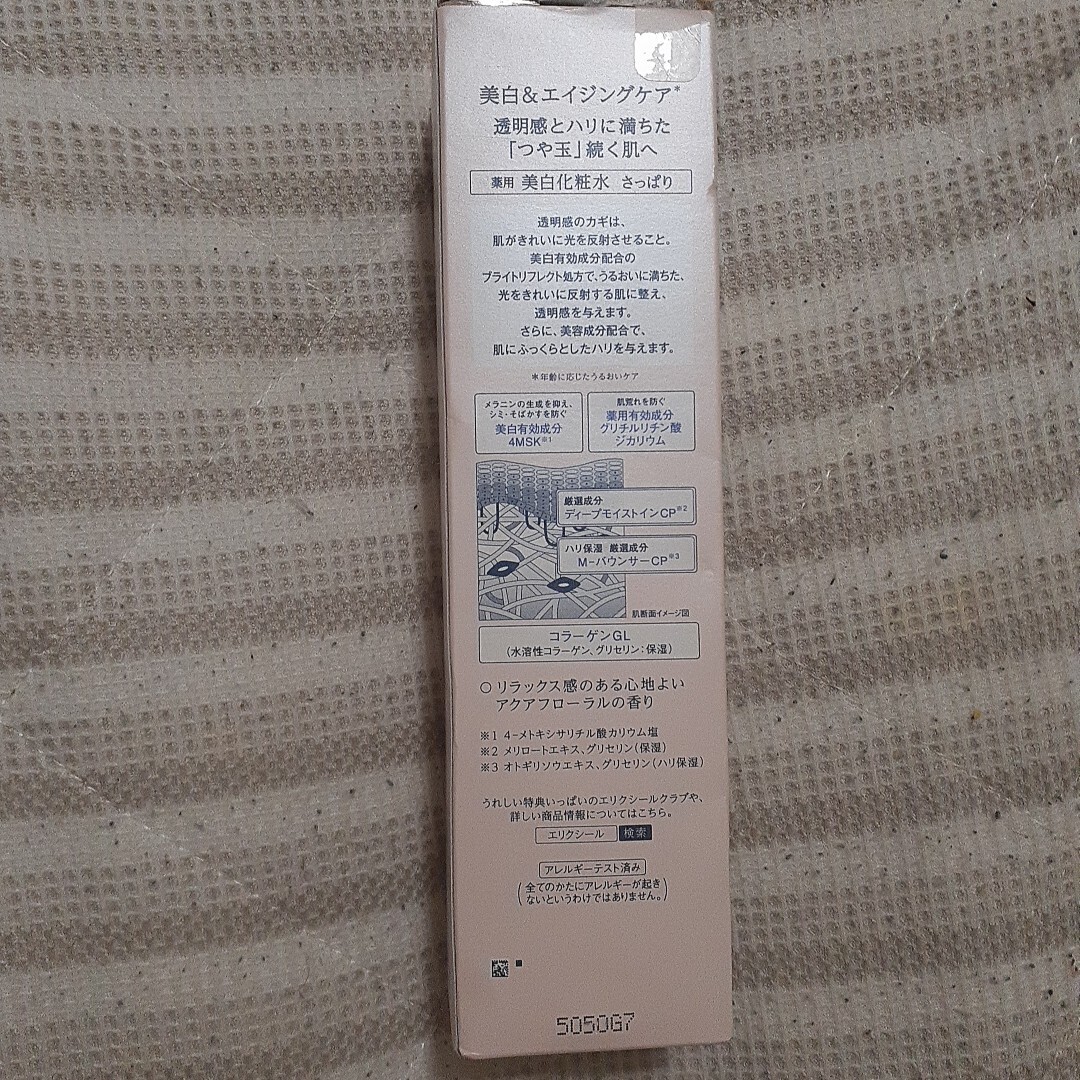 美白&エイジングケア*
透明感とハリに満ちた
「つや玉」続く肌へ
薬用 美白化粧水 さっぱり
透明感のカギは、
肌がきれいに光を反射させること。
美白有効成分配合の
ブライトリフレクト処方で、うるおいに満ちた、
光をきれいに反射する肌に整え、
透明感を与えます。
さらに、美容成分配合で、
肌にふっくらとしたハリを与えます。
*年齢に応じたうるおいケア
メラニンの生成を抑え、
シミ・そばかすを防ぐ
美白有効成分
4MSK※1
肌荒れを防ぐ
薬用有効成分
グリチルリチン酸
ジカリウム
厳選成分
ディープモイストインCP※2
ハリ保湿 厳選成分
M-バウンサーCP※3
肌断面イメージ図
コラーゲンGL
(水溶性コラーゲン、グリセリン:保湿)
○ リラックス感のある心地よい
アクアフローラルの香り
※1 4-メトキシサリチル酸カリウム塩
※2 メリロートエキス、グリセリン(保湿)
※3 オトギリソウエキス、グリセリン(ハリ保湿)
うれしい特典いっぱいのエリクシールクラブや、
詳しい商品情報についてはこちら。
エリクシール 検索
アレルギーテスト済み
(全てのかたにアレルギーが起き
ないというわけではありません。)
5050G7